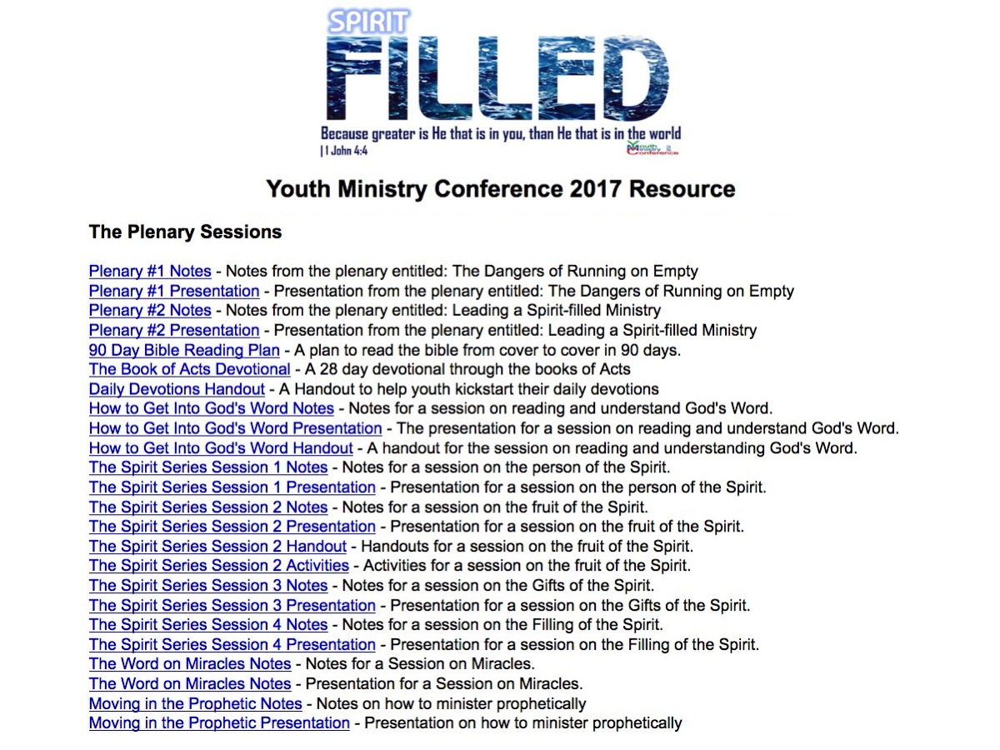 SPIRIT
FILLED
Because greater is He that is in you, than He that is in the world
| 1 John 4:4
Youth
Ministry
Conference
Youth Ministry Conference 2017 Resource
The Plenary Sessions
Plenary #1 Notes - Notes from the plenary entitled: The Dangers of Running on Empty
Plenary #1 Presentation - Presentation from the plenary entitled: The Dangers of Running on Empty
Plenary #2 Notes - Notes from the plenary entitled: Leading a Spirit-filled Ministry
Plenary #2 Presentation - Presentation from the plenary entitled: Leading a Spirit-filled Ministry
90 Day Bible Reading Plan - A plan to read the bible from cover to cover in 90 days.
The Book of Acts Devotional - A 28 day devotional through the books of Acts
Daily Devotions Handout - A Handout to help youth kickstart their daily devotions
How to Get Into God's Word Notes - Notes for a session on reading and understand God's Word.
How to Get Into God's Word Presentation - The presentation for a session on reading and understand God's Word.
How to Get Into God's Word Handout - A handout for the session on reading and understanding God's Word.
The Spirit Series Session 1 Notes - Notes for a session on the person of the Spirit.
The Spirit Series Session 1 Presentation - Presentation for a session on the person of the Spirit.
The Spirit Series Session 2 Notes - Notes for a session on the fruit of the Spirit.
The Spirit Series Session 2 Presentation - Presentation for a session on the fruit of the Spirit.
The Spirit Series Session 2 Handout - Handouts for a session on the fruit of the Spirit.
The Spirit Series Session 2 Activities - Activities for a session on the fruit of the Spirit.
The Spirit Series Session 3 Notes - Notes for a session on the Gifts of the Spirit.
The Spirit Series Session 3 Presentation - Presentation for a session on the Gifts of the Spirit.
The Spirit Series Session 4 Notes - Notes for a session on the Filling of the Spirit.
The Spirit Series Session 4 Presentation - Presentation for a session on the Filling of the Spirit.
The Word on Miracles Notes - Notes for a Session on Miracles.
The Word on Miracles Notes - Presentation for a Session on Miracles.
Moving in the Prophetic Notes - Notes on how to minister prophetically
Moving in the Prophetic Presentation - Presentation on how to minister prophetically